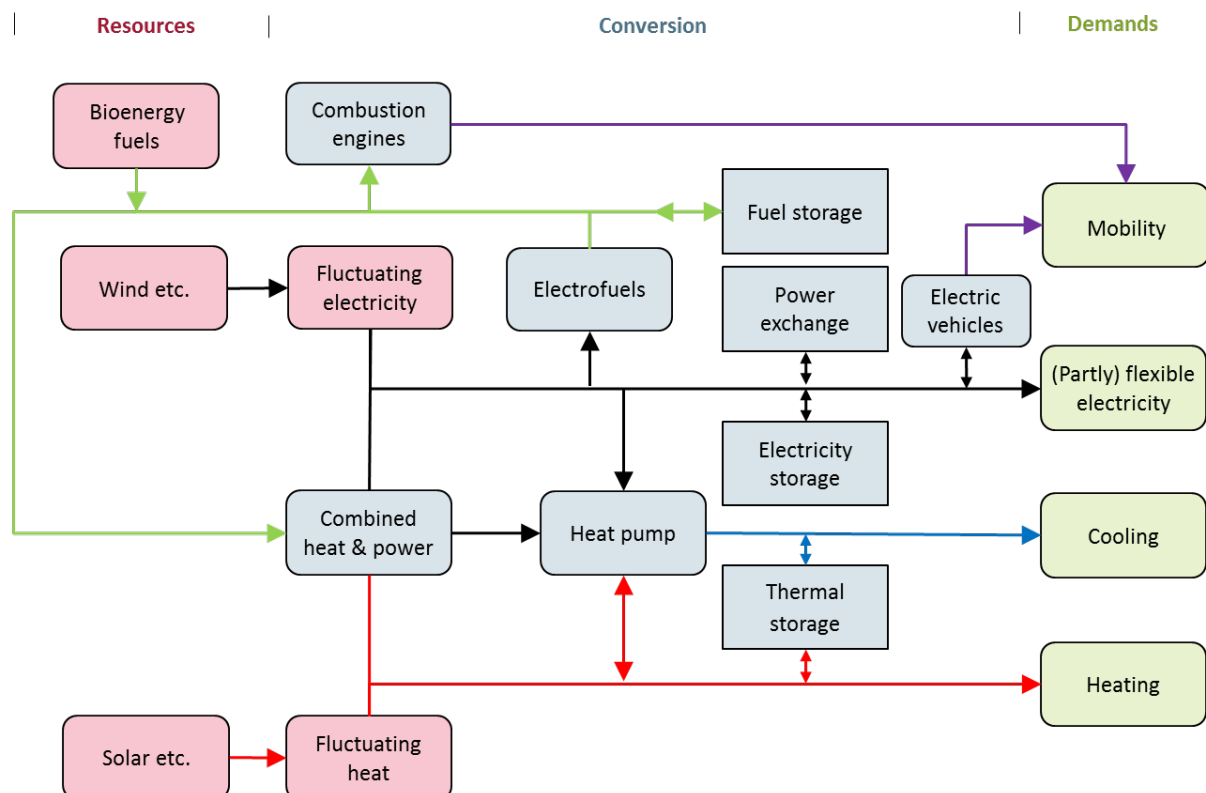 Resources
Conversion
Demands
Bioenergy
fuels
Combustion
engines
Fuel storage
Mobility
Wind etc.
Fluctuating
electricity
Electrofuels
Power
exchange
Electric
vehicles
(Partly) flexible
electricity
Electricity
storage
Combined
heat & power
Heat pump
Cooling
Thermal
storage
Heating
Solar etc.
Fluctuating
heat